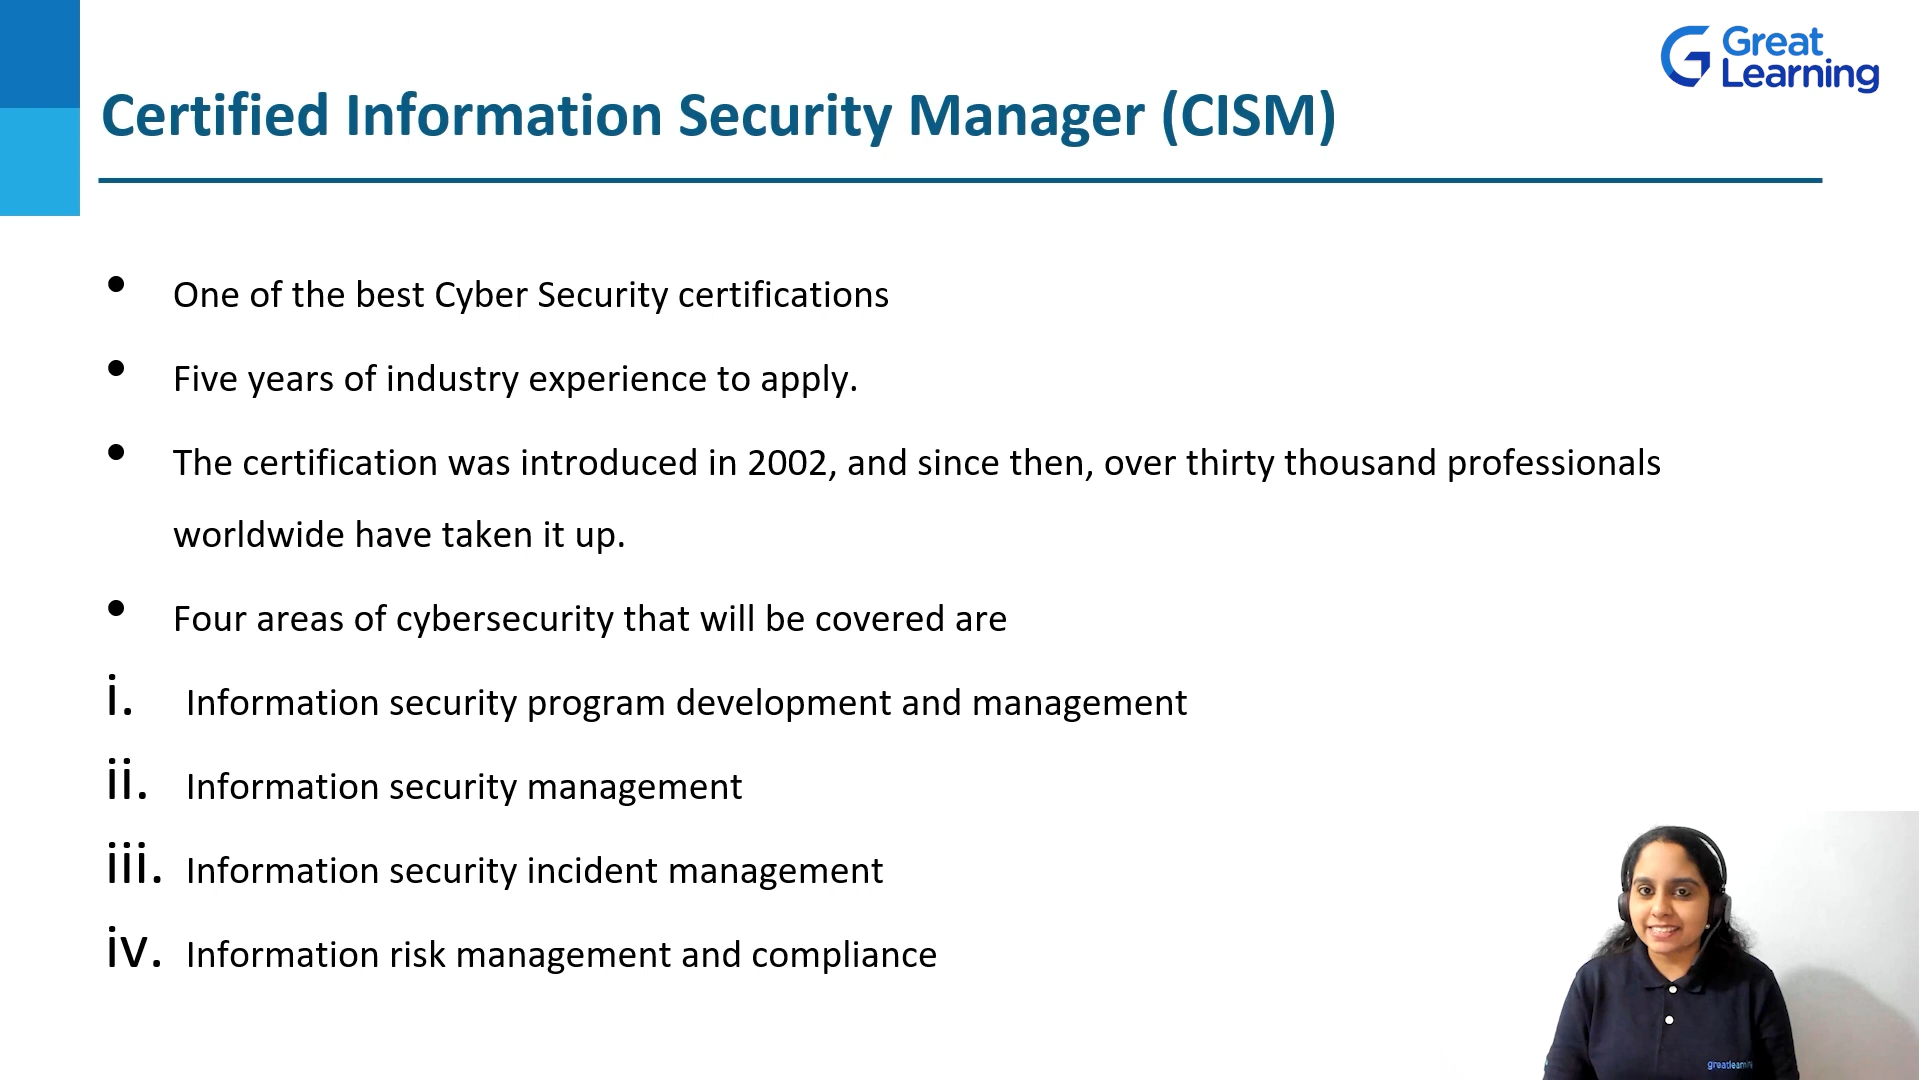 Great
Learning
Certified Information Security Manager (CISM)
• One of the best Cyber Security certifications
• Five years of industry experience to apply.
• The certification was introduced in 2002, and since then, over thirty thousand professionals
worldwide have taken it up.
• Four areas of cybersecurity that will be covered are
i. Information security program development and management
ii. Information security management
iii. Information security incident management
iv. Information risk management and compliance